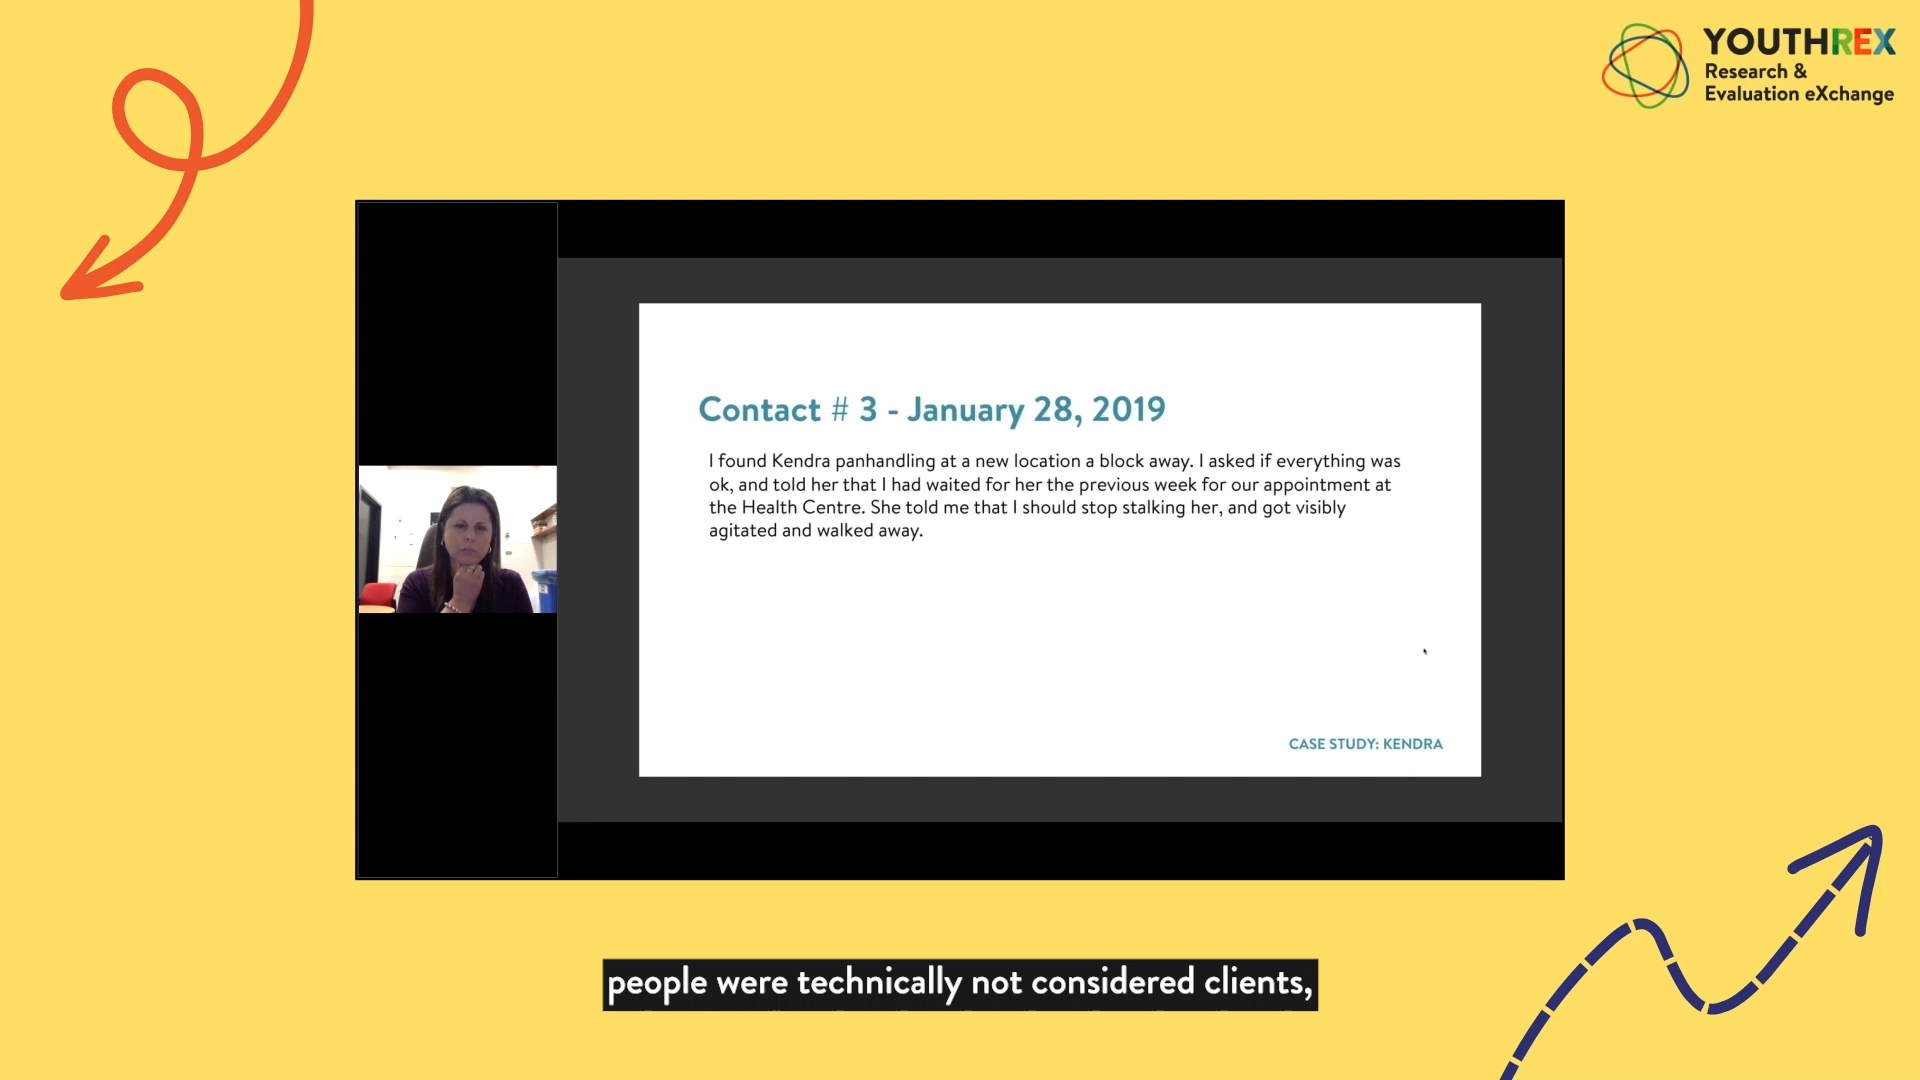 YOUTHREX
Research &
Evaluation eXchange
Contact # 3 - January 28, 2019
I found Kendra panhandling at a new location a block away. I asked if everything was
ok, and told her that I had waited for her the previous week for our appointment at
the Health Centre. She told me that I should stop stalking her, and got visibly
agitated and walked away.
CASE STUDY: KENDRA
people were technically not considered clients,